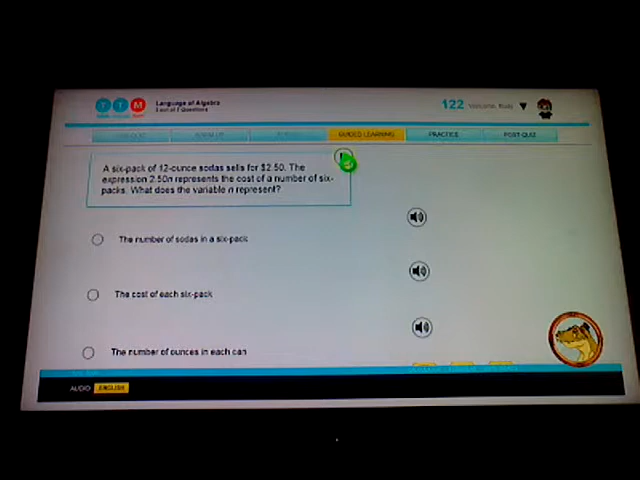 T T M
Language of Algebra
122 Welcome,
GUIDED LEARNING PRACTICE POST-QUIZ
A six-pack of 12-ounce sodas sells for $2.50. The
expression 2.50n represents the cost of a number of six-
packs. What does the variable n represent?
The number of sodas in a six-pack
The cost of each six-pack
The number of ounces in each can
AUDIO ENGLISH